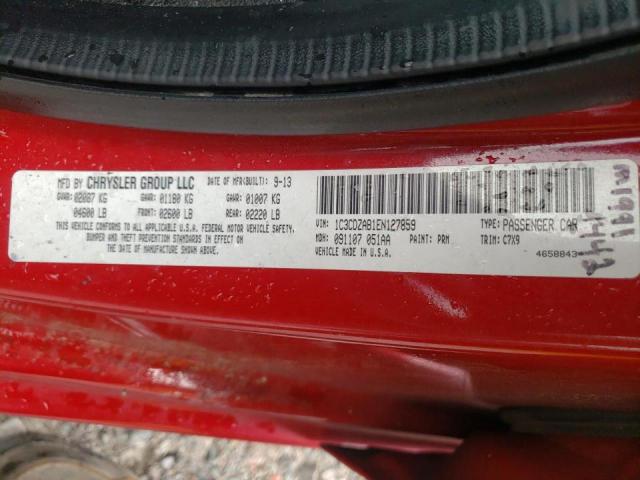 MFD BY CHRYSLER GROUP LLC DATE OF MFR(BUILT): 9-13
GVWR: 02087 KG GAWR: 01180 KG GAWR: 01007 KG
04600 LB FRONT: 02600 LB REAR: 02220 LB
THIS VEHICLE CONFORMS TO ALL APPLICABLE U.S.A. FEDERAL MOTOR VEHICLE SAFETY,
BUMPER AND THEFT PREVENTION STANDARDS IN EFFECT ON THE DATE OF MANUFACTURE
SHOWN ABOVE.
VIN: 1C3CDZAB1EN127859 TYPE: PASSENGER CAR
MDH: 091107 051AA PAINT: PRM TRIM: C7X9
VEHICLE MADE IN U.S.A. 4658843